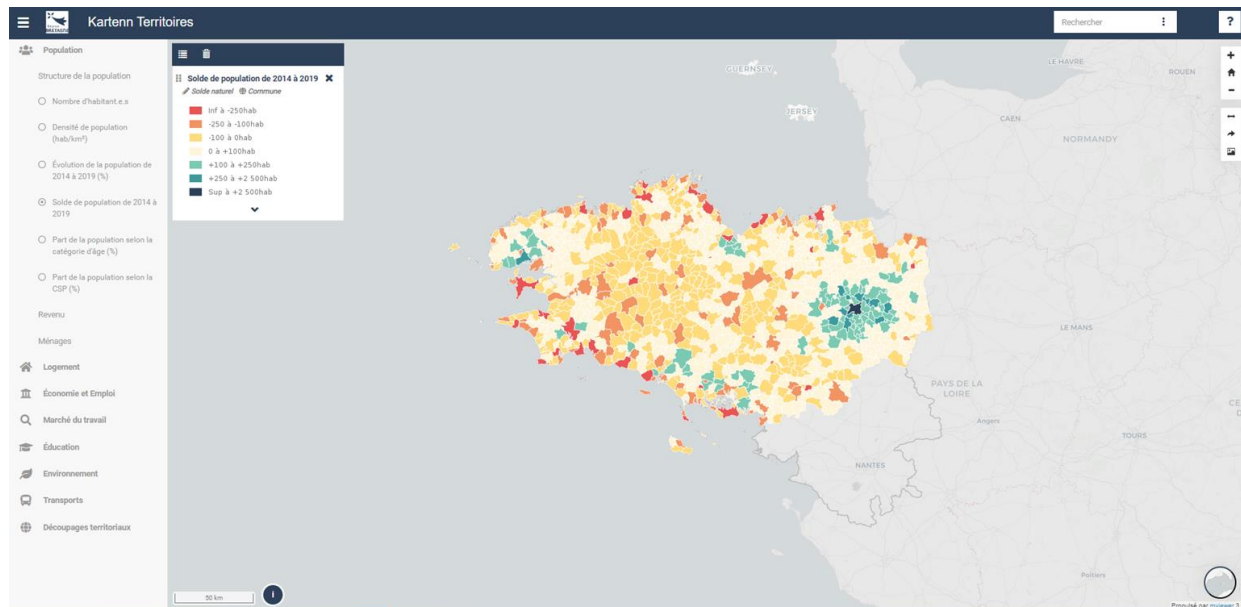 Kartenn Territoires
Rechercher
?
BRETAGNE
Population
Structure de la population
Nombre d'habitant.e.s
Densité de population
(hab/km²)
Évolution de la population de
2014 à 2019 (%)
Solde de population de 2014 à
2019
Part de la population selon la
catégorie d'âge (%)
Part de la population selon la
CSP (%)
Revenu
Ménages
Logement
Économie et Emploi
Marché du travail
Éducation
Environnement
Transports
Découpages territoriaux
Solde de population de 2014 à 2019
Solde naturel Commune
Inf à -250hab
-250 à -100hab
-100 à 0hab
0 à +100hab
+100 à +250hab
+250 à +2 500hab
Sup à +2 500hab
GUERNSEY
JERSEY
LE HAVRE
ROUEN
CAEN
NORMANDY
LE MANS
PAYS DE LA
LOIRE
Angers
TOURS
NANTES
Poitiers
50 km
i
Propulsé par mviewer